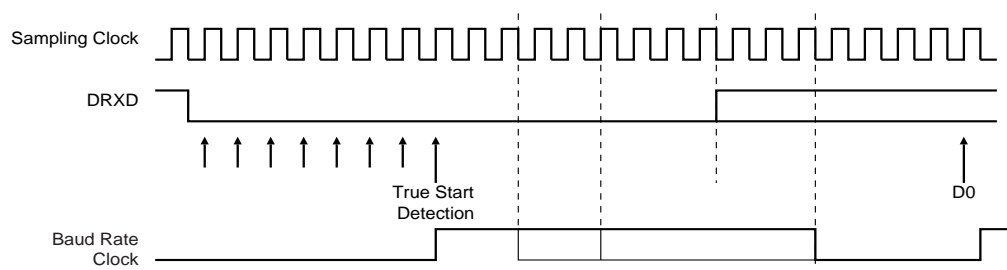 Sampling Clock
DRXD
True Start
Detection
D0
Baud Rate
Clock